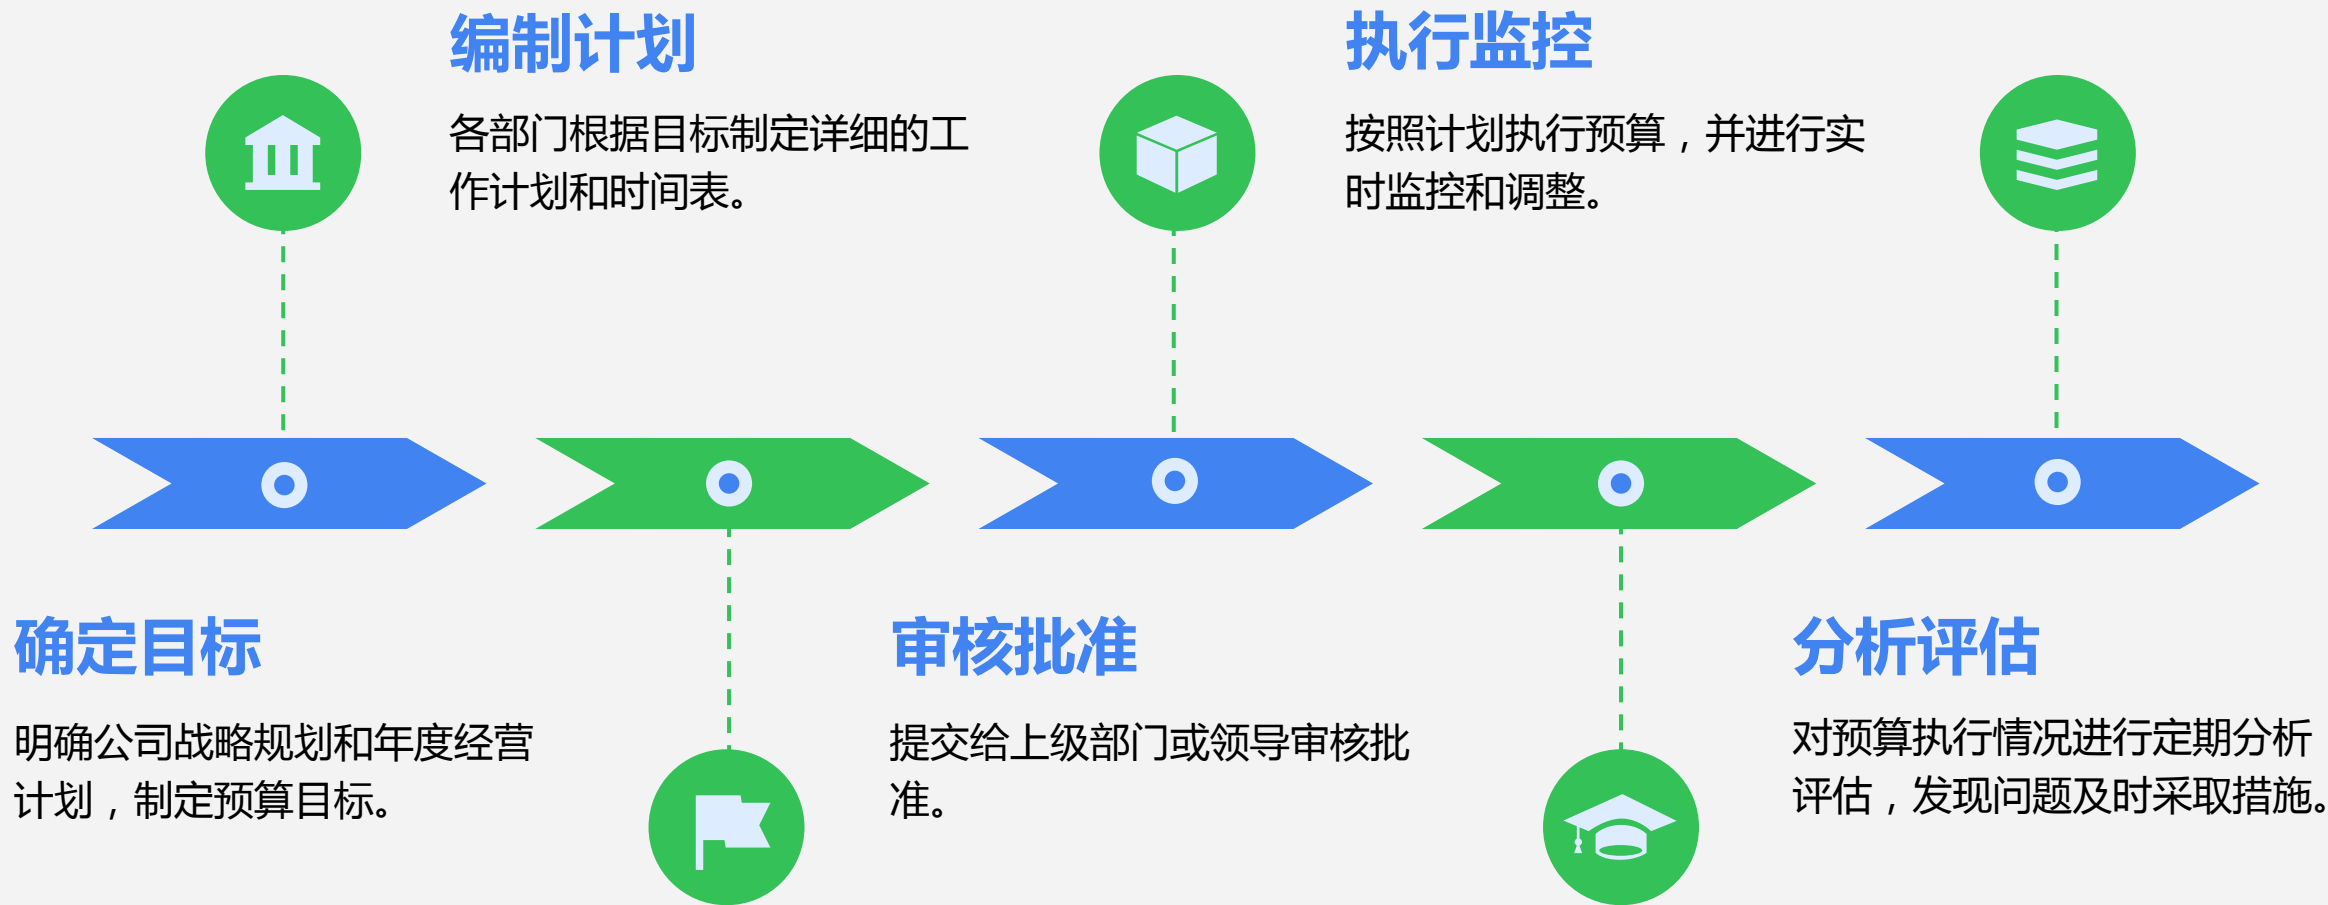 编制计划
各部门根据目标制定详细的工
作计划和时间表。
执行监控
按照计划执行预算，并进行实
时监控和调整。
确定目标
明确公司战略规划和年度经营
计划，制定预算目标。
审核批准
提交给上级部门或领导审核批
准。
分析评估
对预算执行情况进行定期分析
评估，发现问题及时采取措施。